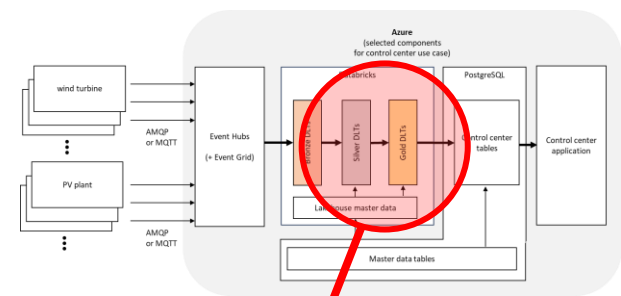 Azure
(selected components
for control center use case)
Databricks
PostgreSQL
wind turbine
AMQP
or MQTT
PV plant
AMQP
or MQTT
Event Hubs
(+ Event Grid)
Bronze DLTs
Silver DLTs
Gold DLTs
Lakehouse master data
Control center
tables
Control center
application
Master data tables